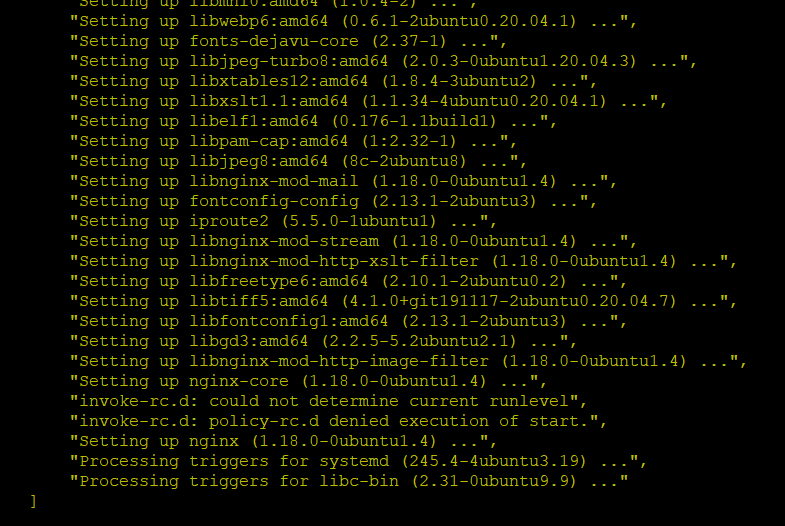 "Setting up libmnl0:amd64 (1.0.4-2) ...",
"Setting up libwebp6:amd64 (0.6.1-2ubuntu0.20.04.1) ...",
"Setting up fonts-dejavu-core (2.37-1) ...",
"Setting up libjpeg-turbo8:amd64 (2.0.3-0ubuntu1.20.04.3) ...",
"Setting up libxtables12:amd64 (1.8.4-3ubuntu2) ...",
"Setting up libxslt1.1:amd64 (1.1.34-4ubuntu0.20.04.1) ...",
"Setting up libelf1:amd64 (0.176-1.1build1) ...",
"Setting up libpam-cap:amd64 (1:2.32-1) ...",
"Setting up libjpeg8:amd64 (8c-2ubuntu8) ...",
"Setting up libnginx-mod-mail (1.18.0-0ubuntu1.4) ...",
"Setting up fontconfig-config (2.13.1-2ubuntu3) ...",
"Setting up iproute2 (5.5.0-1ubuntu1) ...",
"Setting up libnginx-mod-stream (1.18.0-0ubuntu1.4) ...",
"Setting up libnginx-mod-http-xslt-filter (1.18.0-0ubuntu1.4) ...",
"Setting up libfreetype6:amd64 (2.10.1-2ubuntu0.2) ...",
"Setting up libtiff5:amd64 (4.1.0+git191117-2ubuntu0.20.04.7) ...",
"Setting up libfontconfig1:amd64 (2.13.1-2ubuntu3) ...",
"Setting up libgd3:amd64 (2.2.5-5.2ubuntu2.1) ...",
"Setting up libnginx-mod-http-image-filter (1.18.0-0ubuntu1.4) ...",
"Setting up nginx-core (1.18.0-0ubuntu1.4) ...",
"invoke-rc.d: could not determine current runlevel",
"invoke-rc.d: policy-rc.d denied execution of start.",
"Setting up nginx (1.18.0-0ubuntu1.4) ...",
"Processing triggers for systemd (245.4-4ubuntu3.19) ...",
"Processing triggers for libc-bin (2.31-0ubuntu9.9) ..."
]